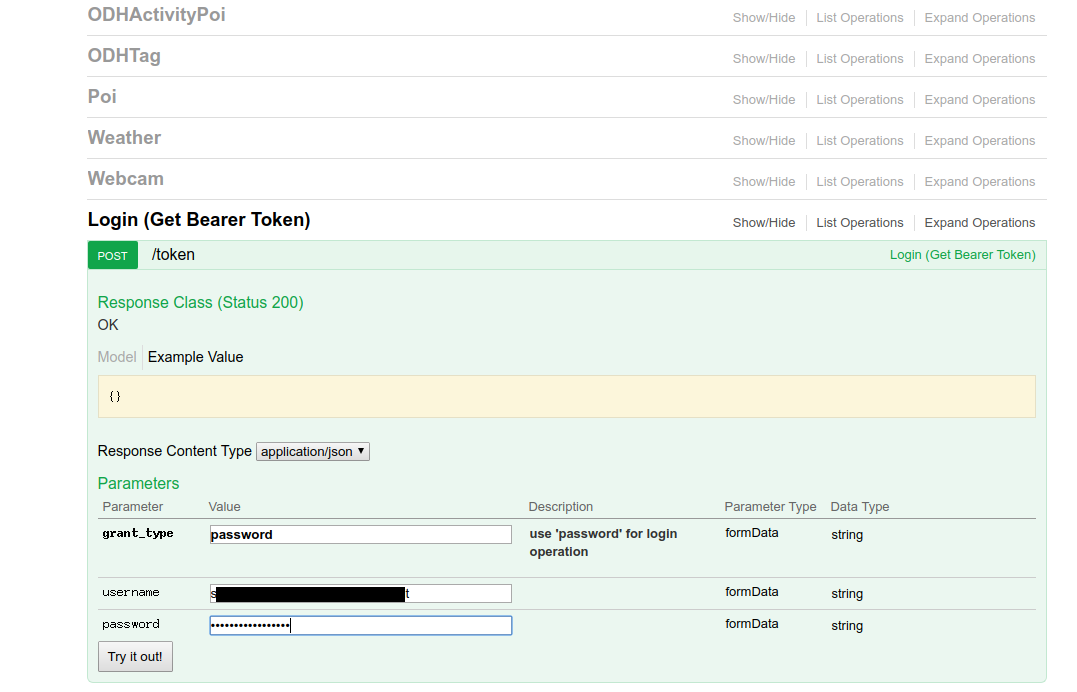 ODHActivityPoi Show/Hide List Operations Expand Operations
ODHTag Show/Hide List Operations Expand Operations
Poi Show/Hide List Operations Expand Operations
Weather Show/Hide List Operations Expand Operations
Webcam Show/Hide List Operations Expand Operations
Login (Get Bearer Token) Show/Hide List Operations Expand Operations
POST /token Login (Get Bearer Token)
Response Class (Status 200)
OK
Model Example Value
{}
Response Content Type application/json
Parameters
Parameter Value Description Parameter Type Data Type
grant_type password use 'password' for login formData string
operation
username s t formData string
password ••••••••••••••••• formData string
Try it out!